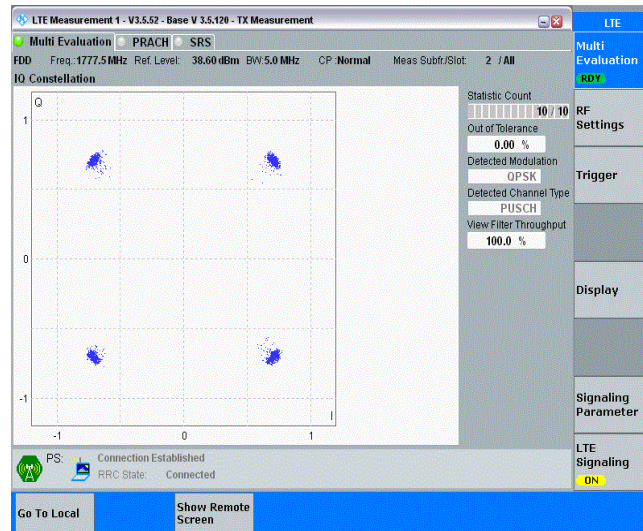 LTE Measurement 1 - V3.5.52 - Base V 3.5.120 - TX Measurement
LTE
Multi Evaluation PRACH SRS
FDD Freq.:1777.5 MHz Ref. Level: 38.60 dBm BW:5.0 MHz CP :Normal Meas Subfr./Slot: 2 / All
IQ Constellation
Q
1
0
-1
-1 0 1
I
Statistic Count
10 / 10
Out of Tolerance
0.00 %
Detected Modulation
QPSK
Detected Channel Type
PUSCH
View Filter Throughput
100.0 %
Multi
Evaluation
RDY
RF
Settings
Trigger
Display
Signaling
Parameter
LTE
Signaling
ON
PS: Connection Established
RRC State: Connected
Go To Local
Show Remote
Screen